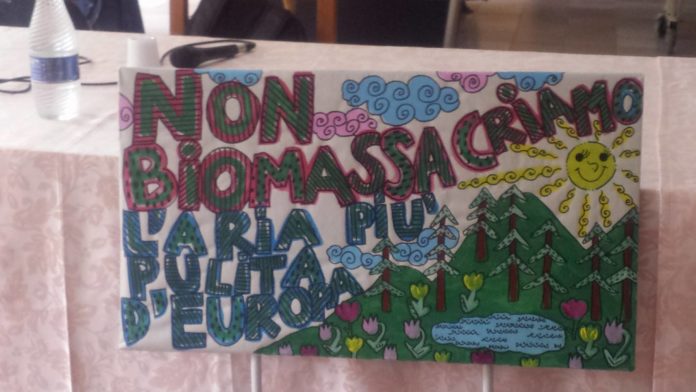 NON
BIOMASSACRIAMO
L'ARIA PIU'
PULITA
D'EUROPA